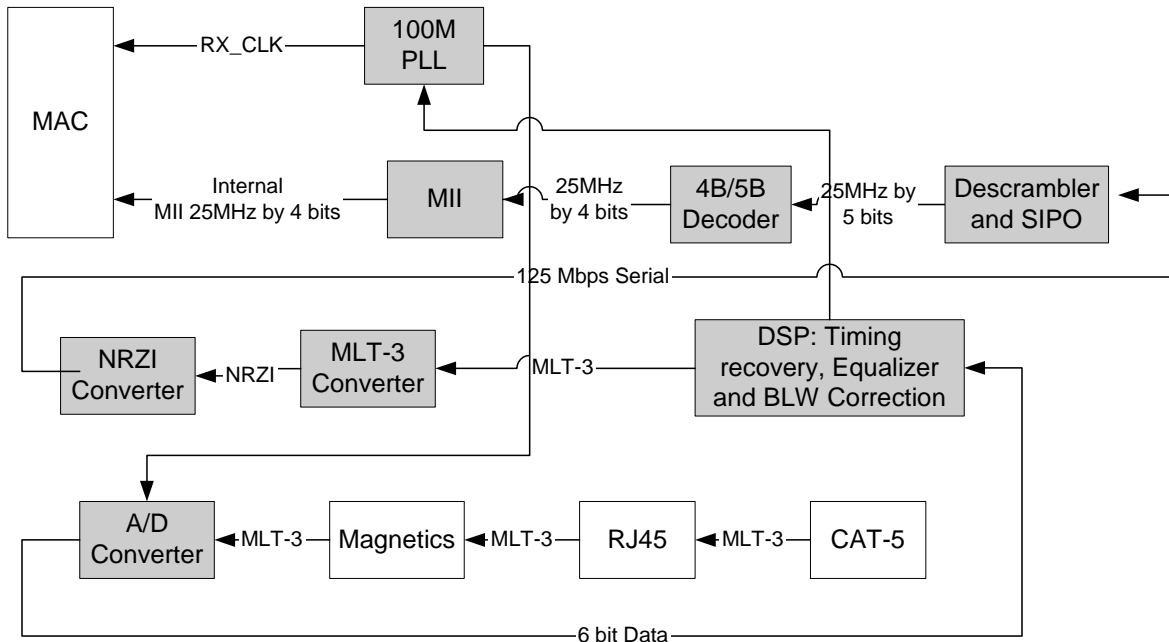 100M
PLL
RX_CLK
MAC
Internal
MII 25MHz by 4 bits
MII
25MHz
by 4 bits
4B/5B
Decoder
25MHz by
5 bits
Descrambler
and SIPO
125 Mbps Serial
NRZI
Converter
NRZI
MLT-3
Converter
MLT-3
DSP: Timing
recovery, Equalizer
and BLW Correction
A/D
Converter
MLT-3
Magnetics
MLT-3
RJ45
MLT-3
CAT-5
6 bit Data